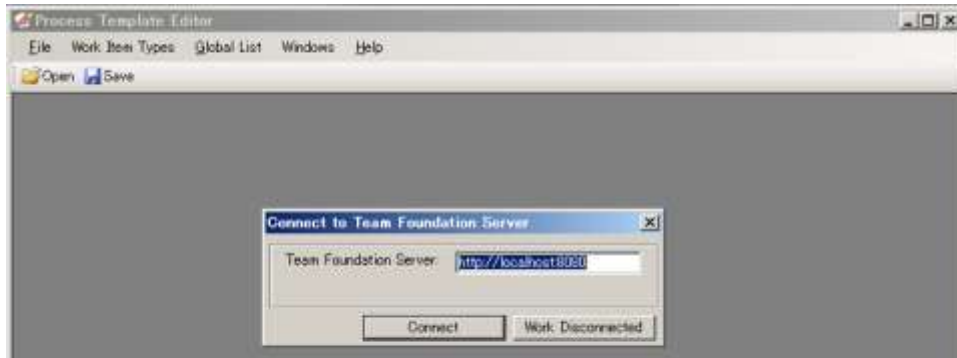 Process Template Editor
File Work Item Types Global List Windows Help
Open Save
Connect to Team Foundation Server
Team Foundation Server: http://localhost:8080
Connect Work Disconnected